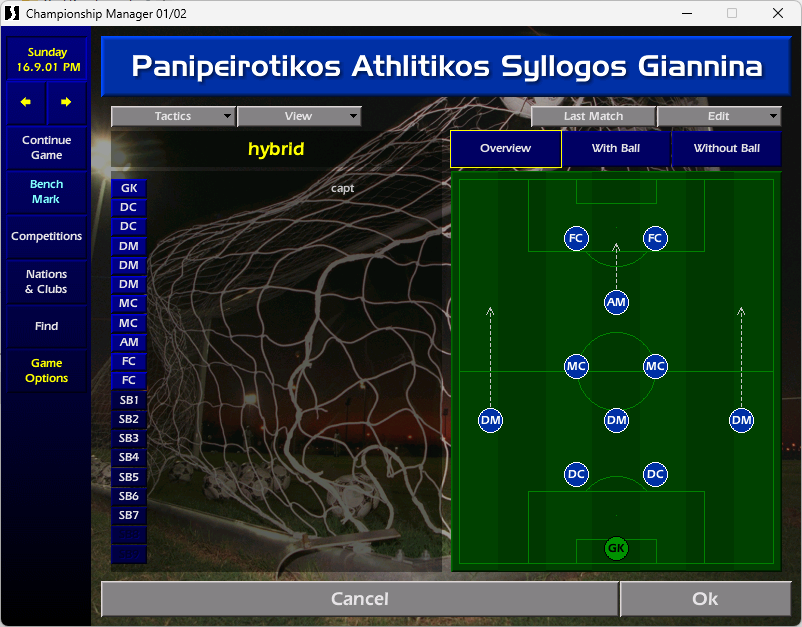 Championship Manager 01/02
Sunday
16.9.01 PM
Continue
Game
Bench
Mark
Competitions
Nations
& Clubs
Find
Game
Options
Panipeirotikos Athlitikos Syllogos Giannina
Tactics
View
Last Match
Edit
hybrid
Overview
With Ball
Without Ball
GK
capt
DC
DC
DM
DM
DM
MC
MC
AM
FC
FC
SB1
SB2
SB3
SB4
SB5
SB6
SB7
FC FC
AM
MC MC
DM DM DM
DC DC
GK
Cancel
Ok